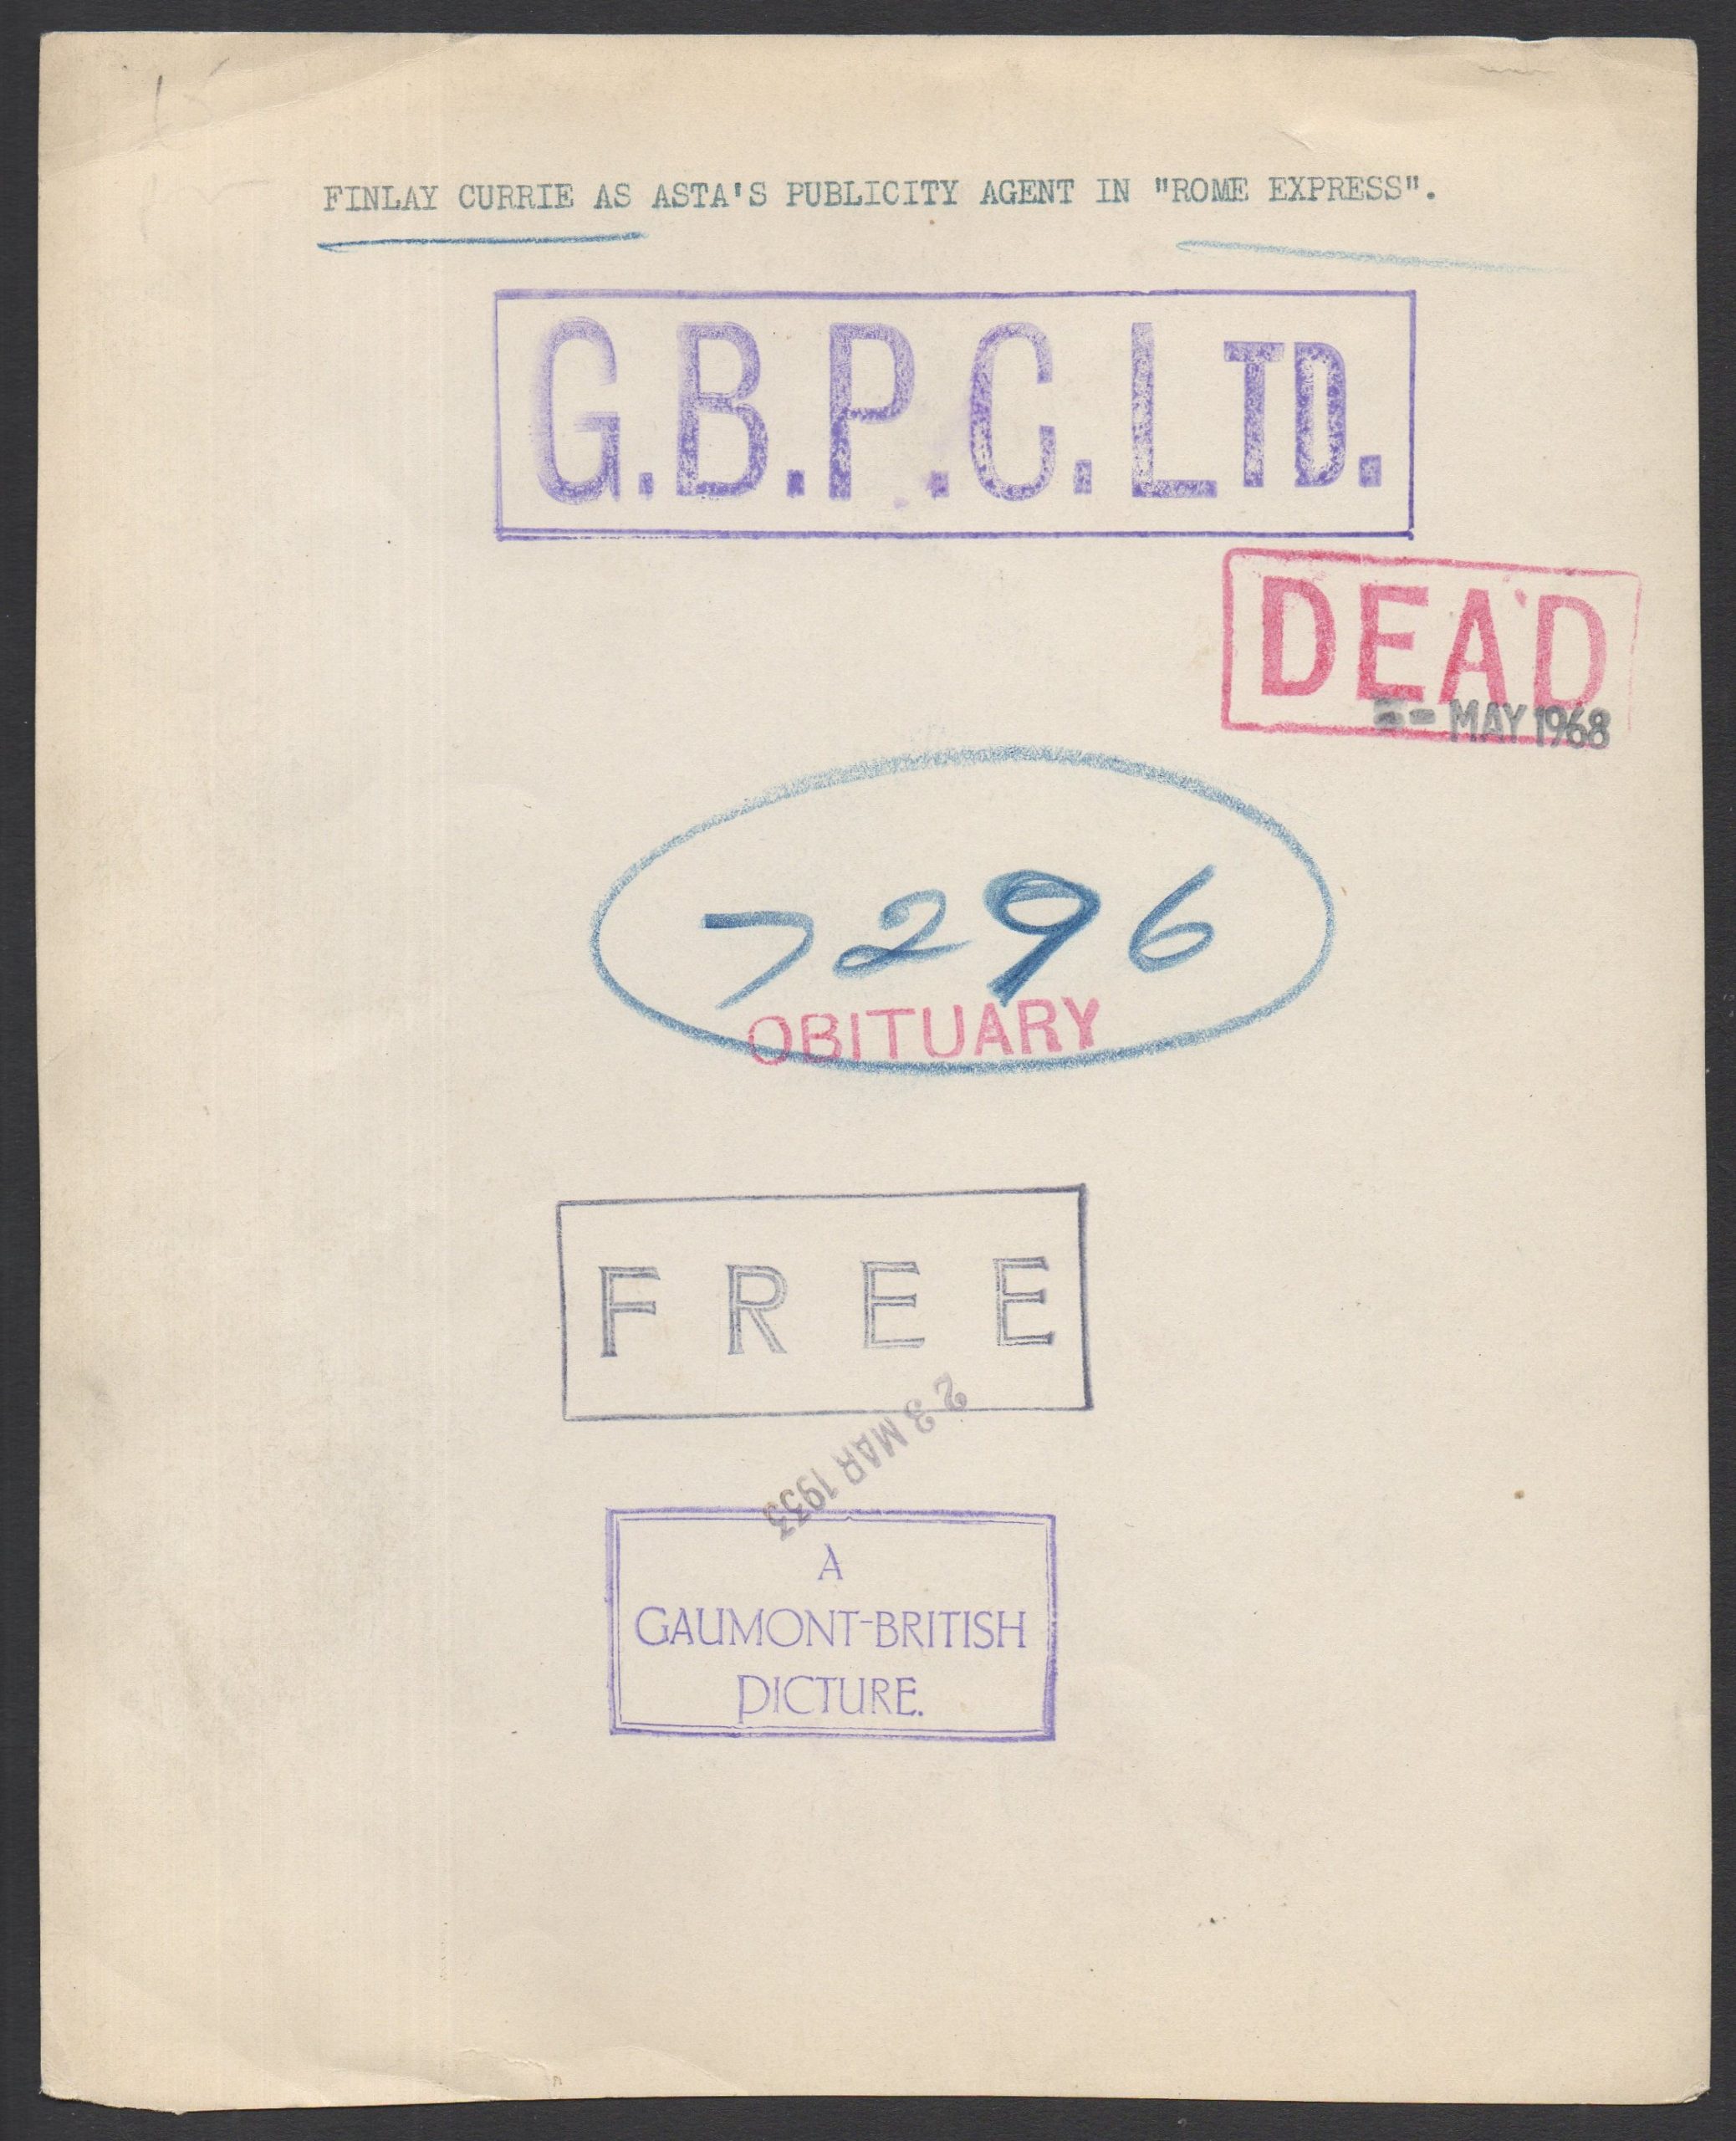 FINLAY CURRIE AS ASTA'S PUBLICITY AGENT IN "ROME EXPRESS".
G.B.P.C. LTD.
DEAD
- MAY 1968
7296
OBITUARY
FREE
23 MAR 1933
A
GAUMONT-BRITISH
PICTURE.